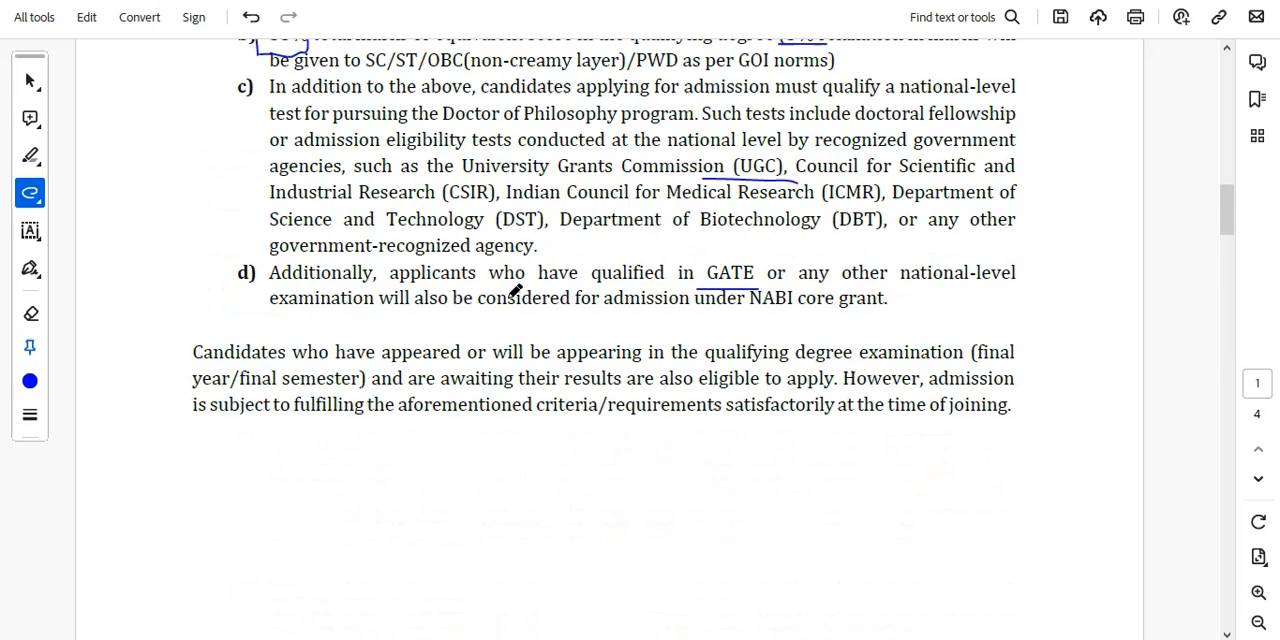 All tools Edit Convert Sign Find text or tools
be given to SC/ST/OBC(non-creamy layer)/PWD as per GOI norms)
c) In addition to the above, candidates applying for admission must qualify a national-level
test for pursuing the Doctor of Philosophy program. Such tests include doctoral fellowship
or admission eligibility tests conducted at the national level by recognized government
agencies, such as the University Grants Commission (UGC), Council for Scientific and
Industrial Research (CSIR), Indian Council for Medical Research (ICMR), Department of
Science and Technology (DST), Department of Biotechnology (DBT), or any other
government-recognized agency.
d) Additionally, applicants who have qualified in GATE or any other national-level
examination will also be considered for admission under NABI core grant.
Candidates who have appeared or will be appearing in the qualifying degree examination (final
year/final semester) and are awaiting their results are also eligible to apply. However, admission
is subject to fulfilling the aforementioned criteria/requirements satisfactorily at the time of joining.
1
4